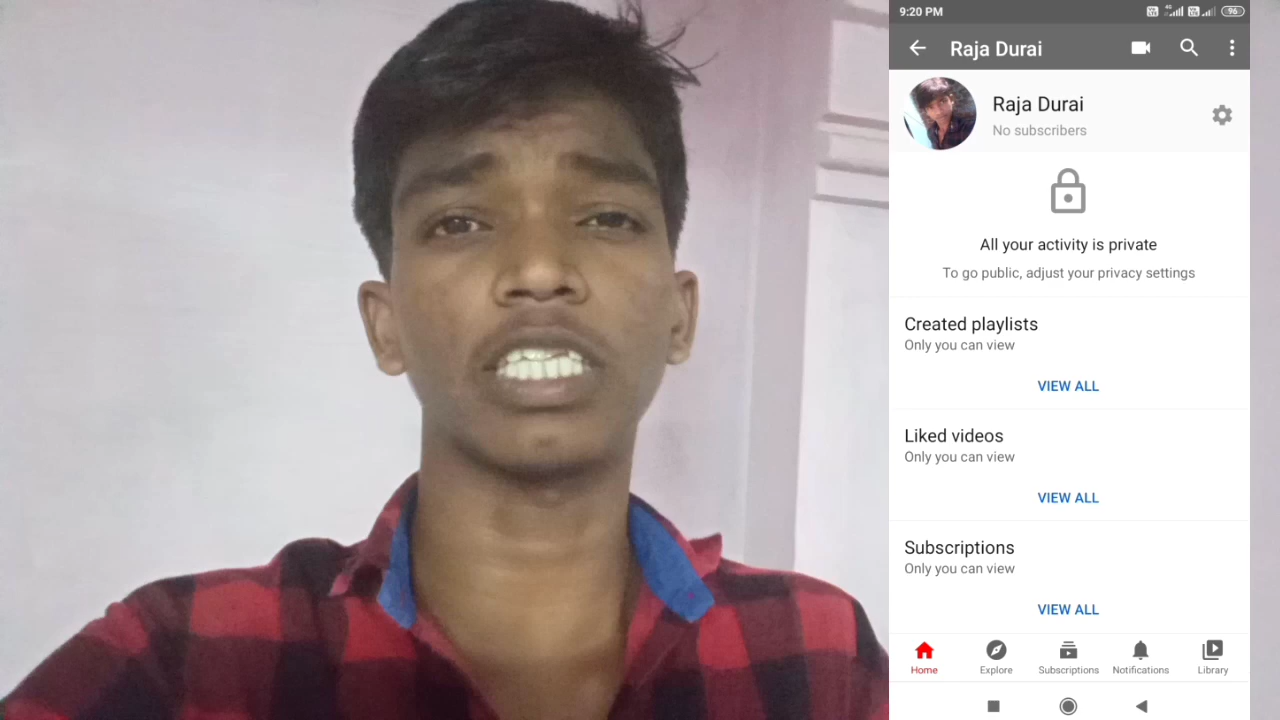 9:20 PM
4G
96
Raja Durai
Raja Durai
No subscribers
All your activity is private
To go public, adjust your privacy settings
Created playlists
Only you can view
VIEW ALL
Liked videos
Only you can view
VIEW ALL
Subscriptions
Only you can view
VIEW ALL
Home
Explore
Subscriptions
Notifications
Library